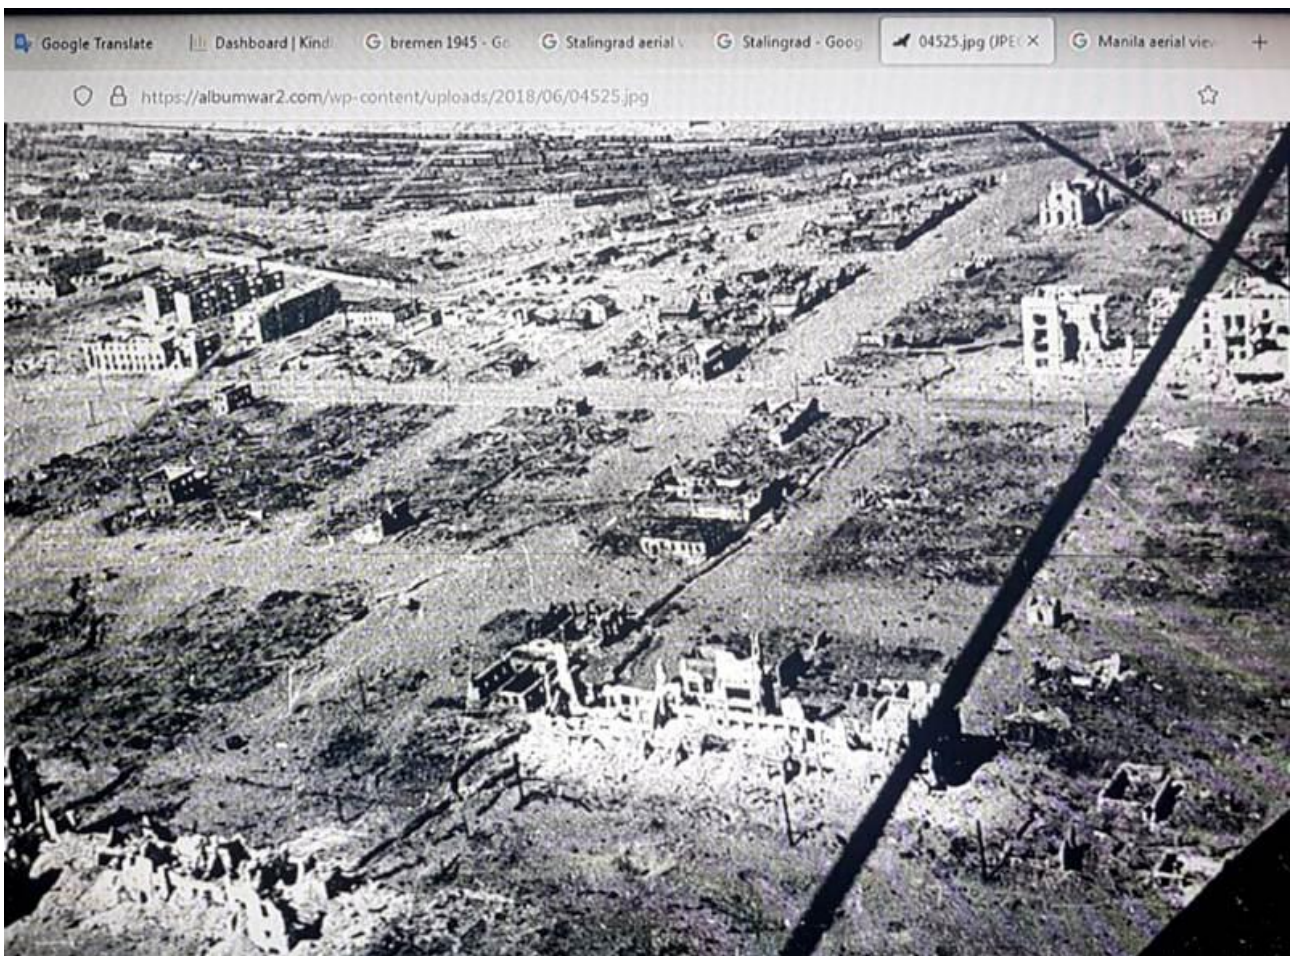 Google Translate
Dashboard | Kindl
bremen 1945 - Go
Stalingrad aerial v
Stalingrad - Goog
04525.jpg (JPEG
Manila aerial view
https://albumwar2.com/wp-content/uploads/2018/06/04525.jpg